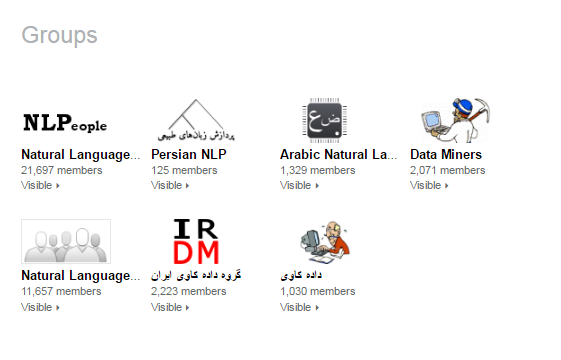 Groups
NLPeople
پردازش زبان‌های طبیعی
ض ع
Natural Language...
Persian NLP
Arabic Natural La...
Data Miners
21,697 members
125 members
1,329 members
2,071 members
Visible
Visible
Visible
Visible
IR
DM
Natural Language...
گروه داده کاوی ایران
داده کاوی
11,657 members
2,223 members
1,030 members
Visible
Visible
Visible